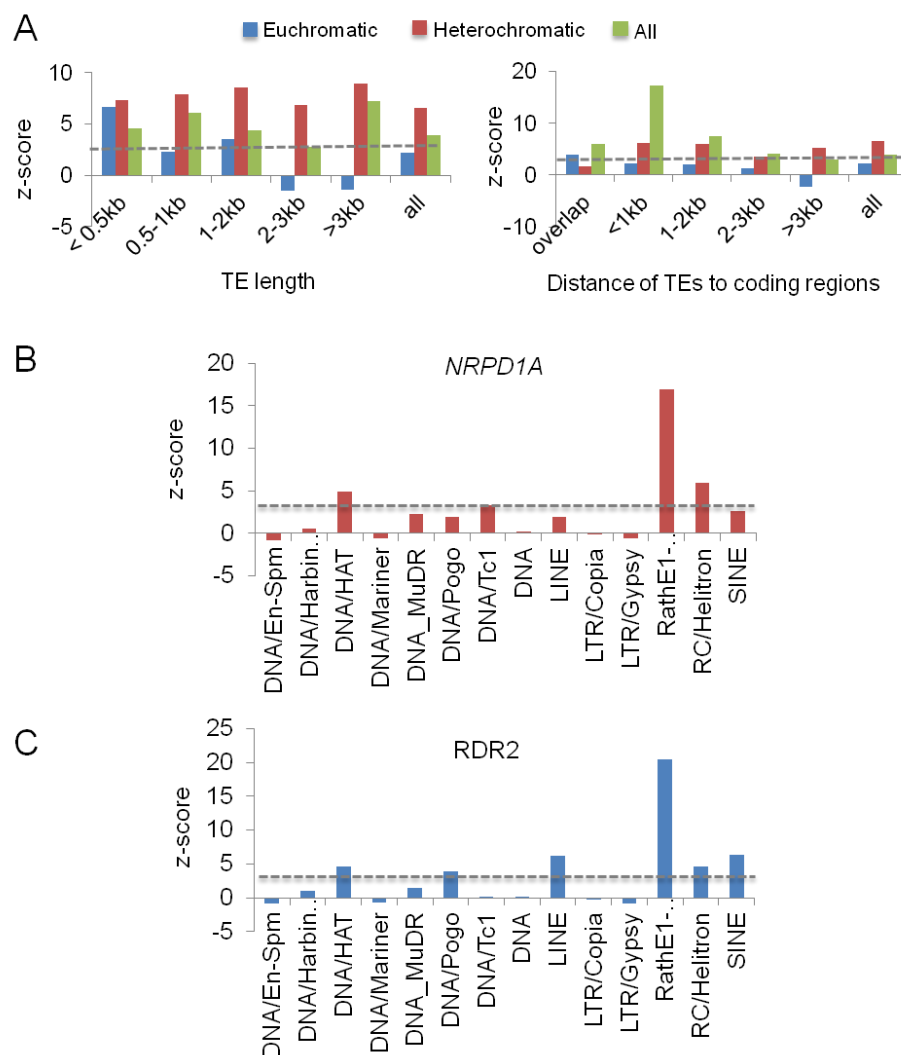 A
Euchromatic Heterochromatic All
10
5
0
-5
z-score
< 0.5kb
0.5-1kb
1-2kb
2-3kb
>3kb
all
TE length
20
10
0
-10
z-score
overlap
<1kb
1-2kb
2-3kb
>3kb
all
Distance of TEs to coding regions
B
NRPD1A
20
15
10
5
0
-5
z-score
DNA/En-Spm
DNA/Harbin...
DNA/HAT
DNA/Mariner
DNA_MuDR
DNA/Pogo
DNA/Tc1
DNA
LINE
LTR/Copia
LTR/Gypsy
RathE1-...
RC/Helitron
SINE
C
RDR2
25
20
15
10
5
0
-5
z-score
DNA/En-Spm
DNA/Harbin...
DNA/HAT
DNA/Mariner
DNA_MuDR
DNA/Pogo
DNA/Tc1
DNA
LINE
LTR/Copia
LTR/Gypsy
RathE1-...
RC/Helitron
SINE